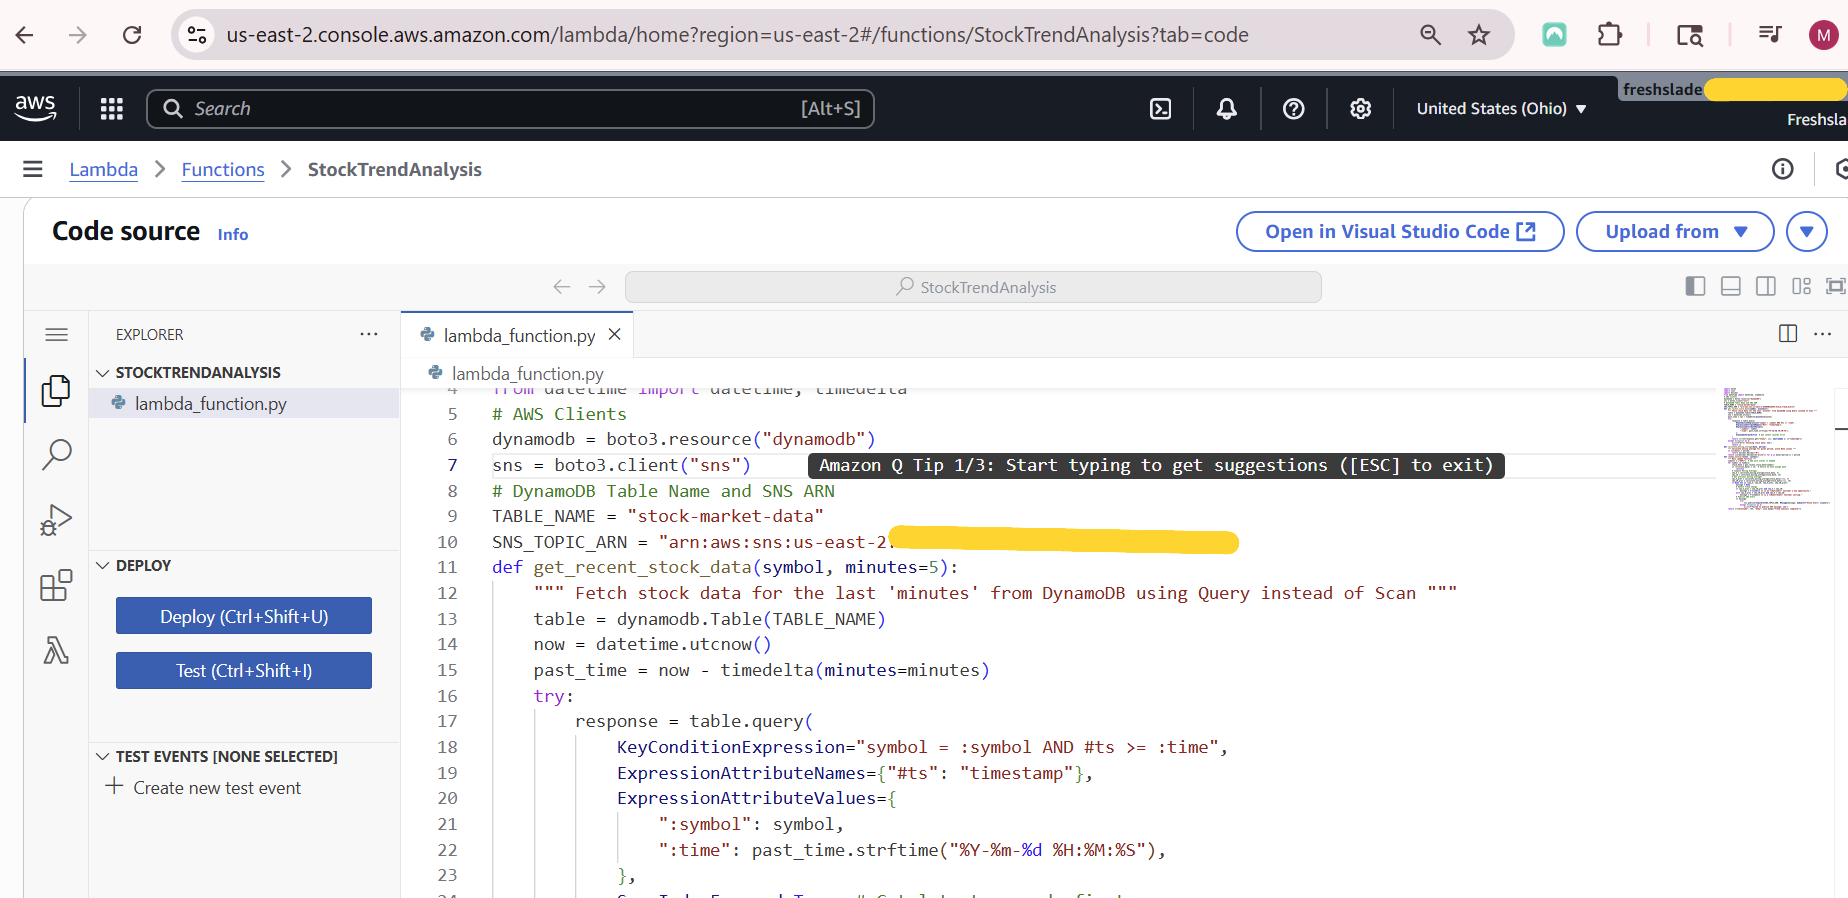 us-east-2.console.aws.amazon.com/lambda/home?region=us-east-2#/functions/StockTrendAnalysis?tab=code
M
aws
Search
[Alt+S]
United States (Ohio)
freshslade
Freshsla
Lambda
Functions
StockTrendAnalysis
Code source
Info
Open in Visual Studio Code
Upload from
StockTrendAnalysis
EXPLORER
STOCKTRENDANALYSIS
lambda_function.py
DEPLOY
Deploy (Ctrl+Shift+U)
Test (Ctrl+Shift+I)
TEST EVENTS [NONE SELECTED]
Create new test event
lambda_function.py
lambda_function.py
4 from datetime import datetime, timedelta
5 # AWS Clients
6 dynamodb = boto3.resource("dynamodb")
7 sns = boto3.client("sns")
Amazon Q Tip 1/3: Start typing to get suggestions ([ESC] to exit)
8 # DynamoDB Table Name and SNS ARN
9 TABLE_NAME = "stock-market-data"
10 SNS_TOPIC_ARN = "arn:aws:sns:us-east-2:
11 def get_recent_stock_data(symbol, minutes=5):
12 """ Fetch stock data for the last 'minutes' from DynamoDB using Query instead of Scan """
13 table = dynamodb.Table(TABLE_NAME)
14 now = datetime.utcnow()
15 past_time = now - timedelta(minutes=minutes)
16 try:
17 response = table.query(
18 KeyConditionExpression="symbol = :symbol AND #ts >= :time",
19 ExpressionAttributeNames={"#ts": "timestamp"},
20 ExpressionAttributeValues={
21 ":symbol": symbol,
22 ":time": past_time.strftime("%Y-%m-%d %H:%M:%S"),
23 },